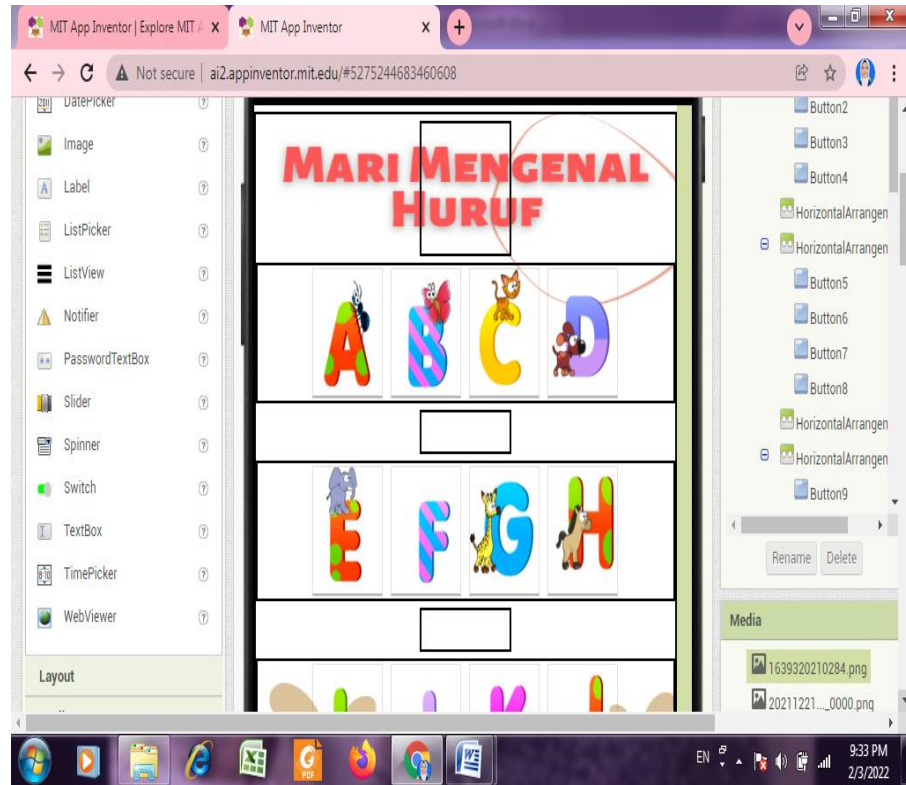 MIT App Inventor | Explore MIT A
MIT App Inventor
Not secure | ai2.appinventor.mit.edu/#5275244683460608
DatePicker
Image
Label
ListPicker
ListView
Notifier
PasswordTextBox
Slider
Spinner
Switch
TextBox
TimePicker
WebViewer
Layout
MARI MENGENAL
HURUF
A B C D
E F G H
Button2
Button3
Button4
HorizontalArrangen
HorizontalArrangen
Button5
Button6
Button7
Button8
HorizontalArrangen
HorizontalArrangen
Button9
Rename Delete
Media
1639320210284.png
20211221..._0000.png
EN
9:33 PM
2/3/2022